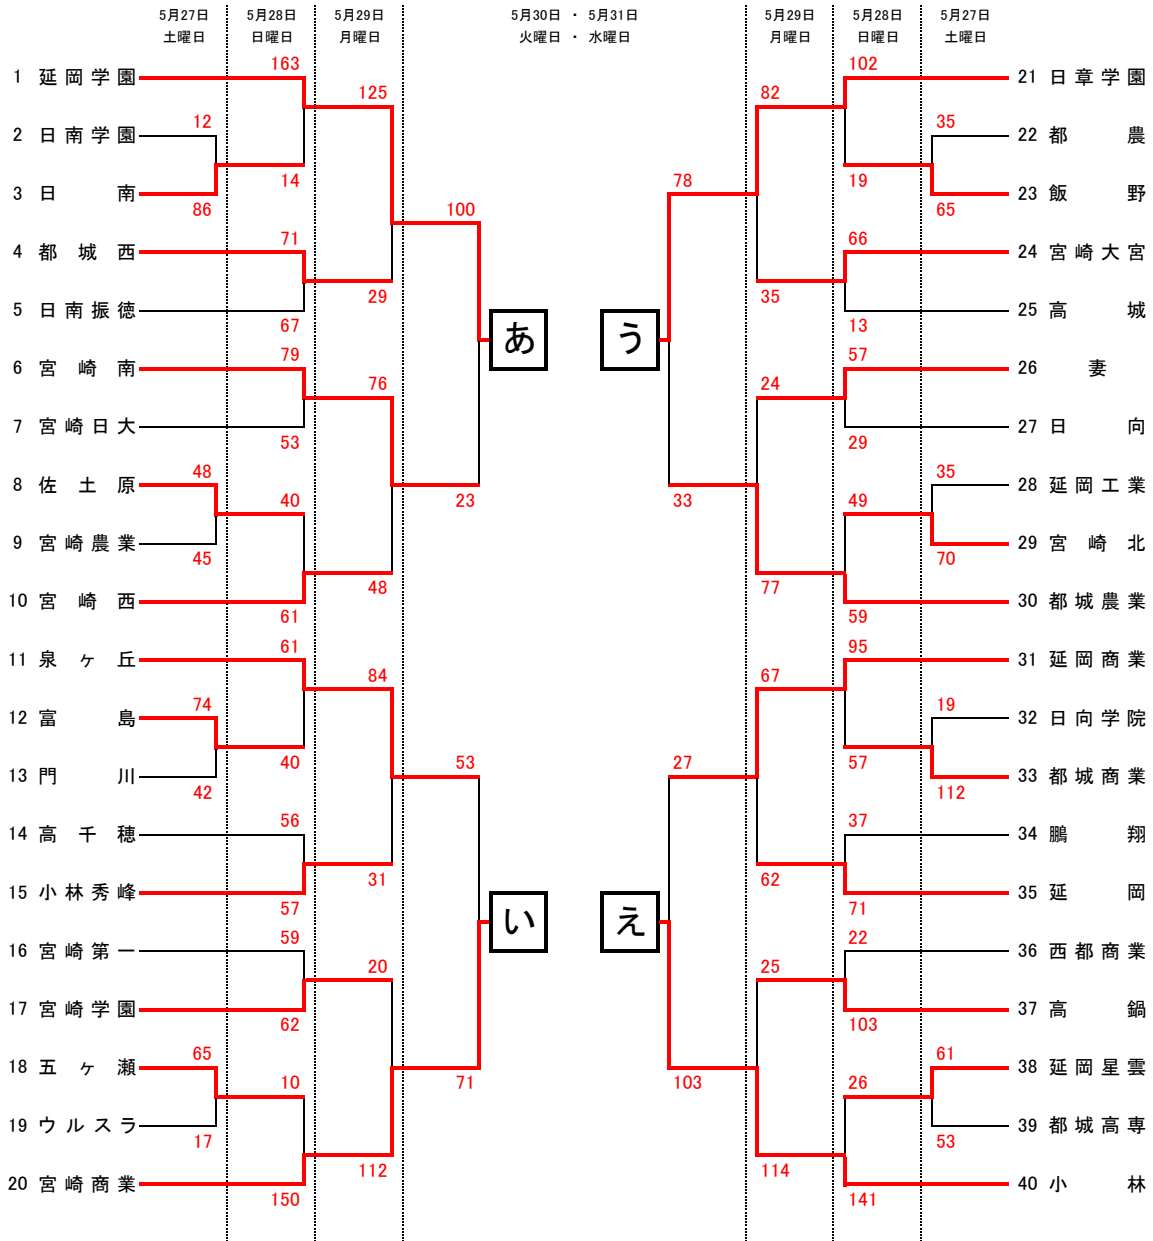 5月27日 5月28日 5月29日 5月30日 ・ 5月31日 5月29日 5月28日 5月27日
土曜日 日曜日 月曜日 火曜日 ・ 水曜日 月曜日 日曜日 土曜日
163 102
1 延岡学園 21 日章学園
125 82
12 35
2 日南学園 22 都農
14 78 19
3 日南 23 飯野
86 100 65
71 66
4 都城西 24 宮崎大宮
29 35
5 日南振徳 25 高城
67 13
あ う
79 57
6 宮崎南 26 妻
76 24
7 宮崎日大 27 日向
53 29
48 35
8 佐土原 28 延岡工業
40 23 33 49
9 宮崎農業 29 宮崎北
45 70
48 77
10 宮崎西 30 都城農業
61 59
61 95
11 泉ヶ丘 31 延岡商業
84 67
74 19
12 富島 32 日向学院
40 53 27 57
13 門川 33 都城商業
42 112
56 37
14 高千穂 34 鵬翔
31 62
15 小林秀峰 35 延岡
57 71
い え
59 22
16 宮崎第一 36 西都商業
20 25
17 宮崎学園 37 高鍋
62 103
65 61
18 五ヶ瀬 38 延岡星雲
10 71 103 26
19 ウルスラ 39 都城高専
17 53
112 114
20 宮崎商業 40 小林
150 141